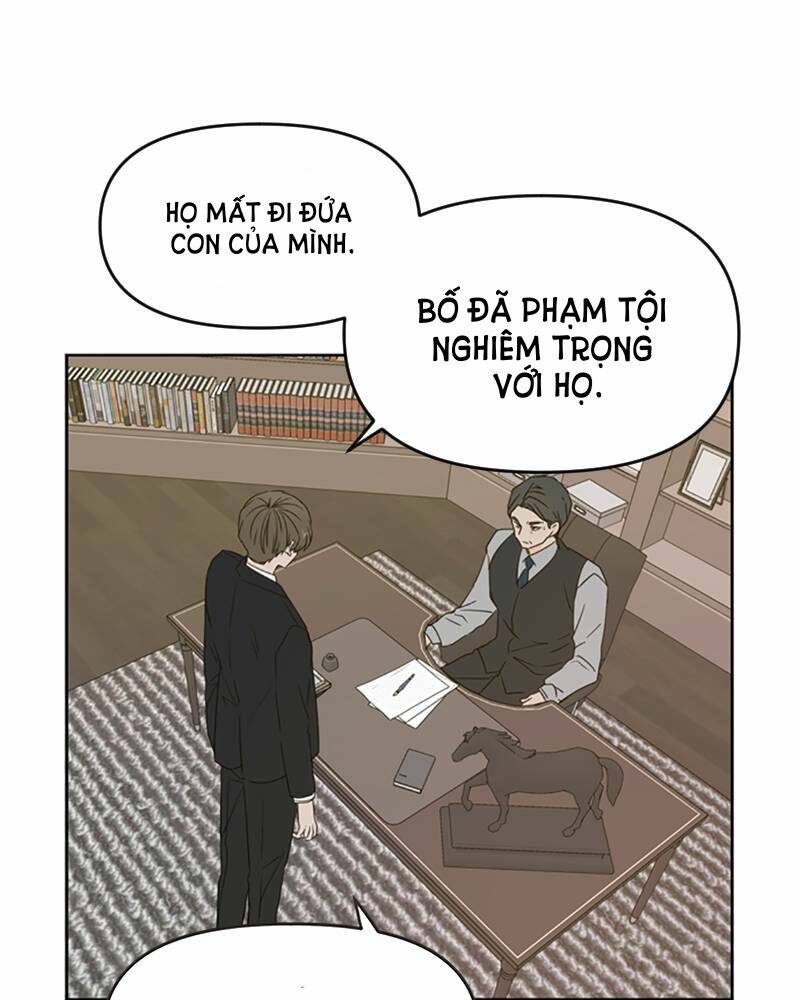 HỌ MẤT ĐI ĐỨA
CON CỦA MÌNH.
BỐ ĐÃ PHẠM TỘI
NGHIÊM TRỌNG
VỚI HỌ.